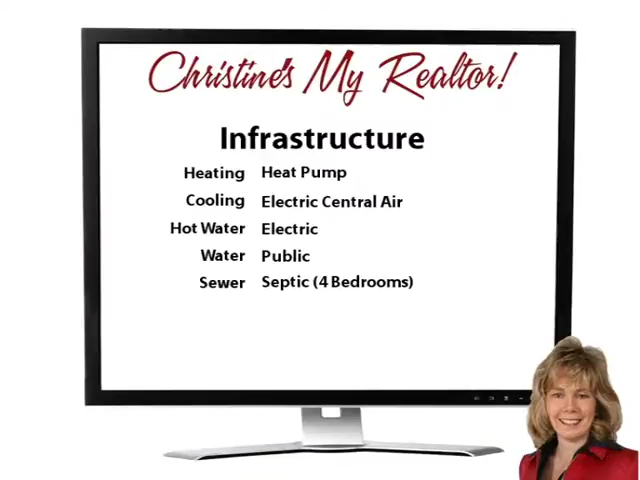 Christine's My Realtor!
Infrastructure
Heating Heat Pump
Cooling Electric Central Air
Hot Water Electric
Water Public
Sewer Septic (4 Bedrooms)